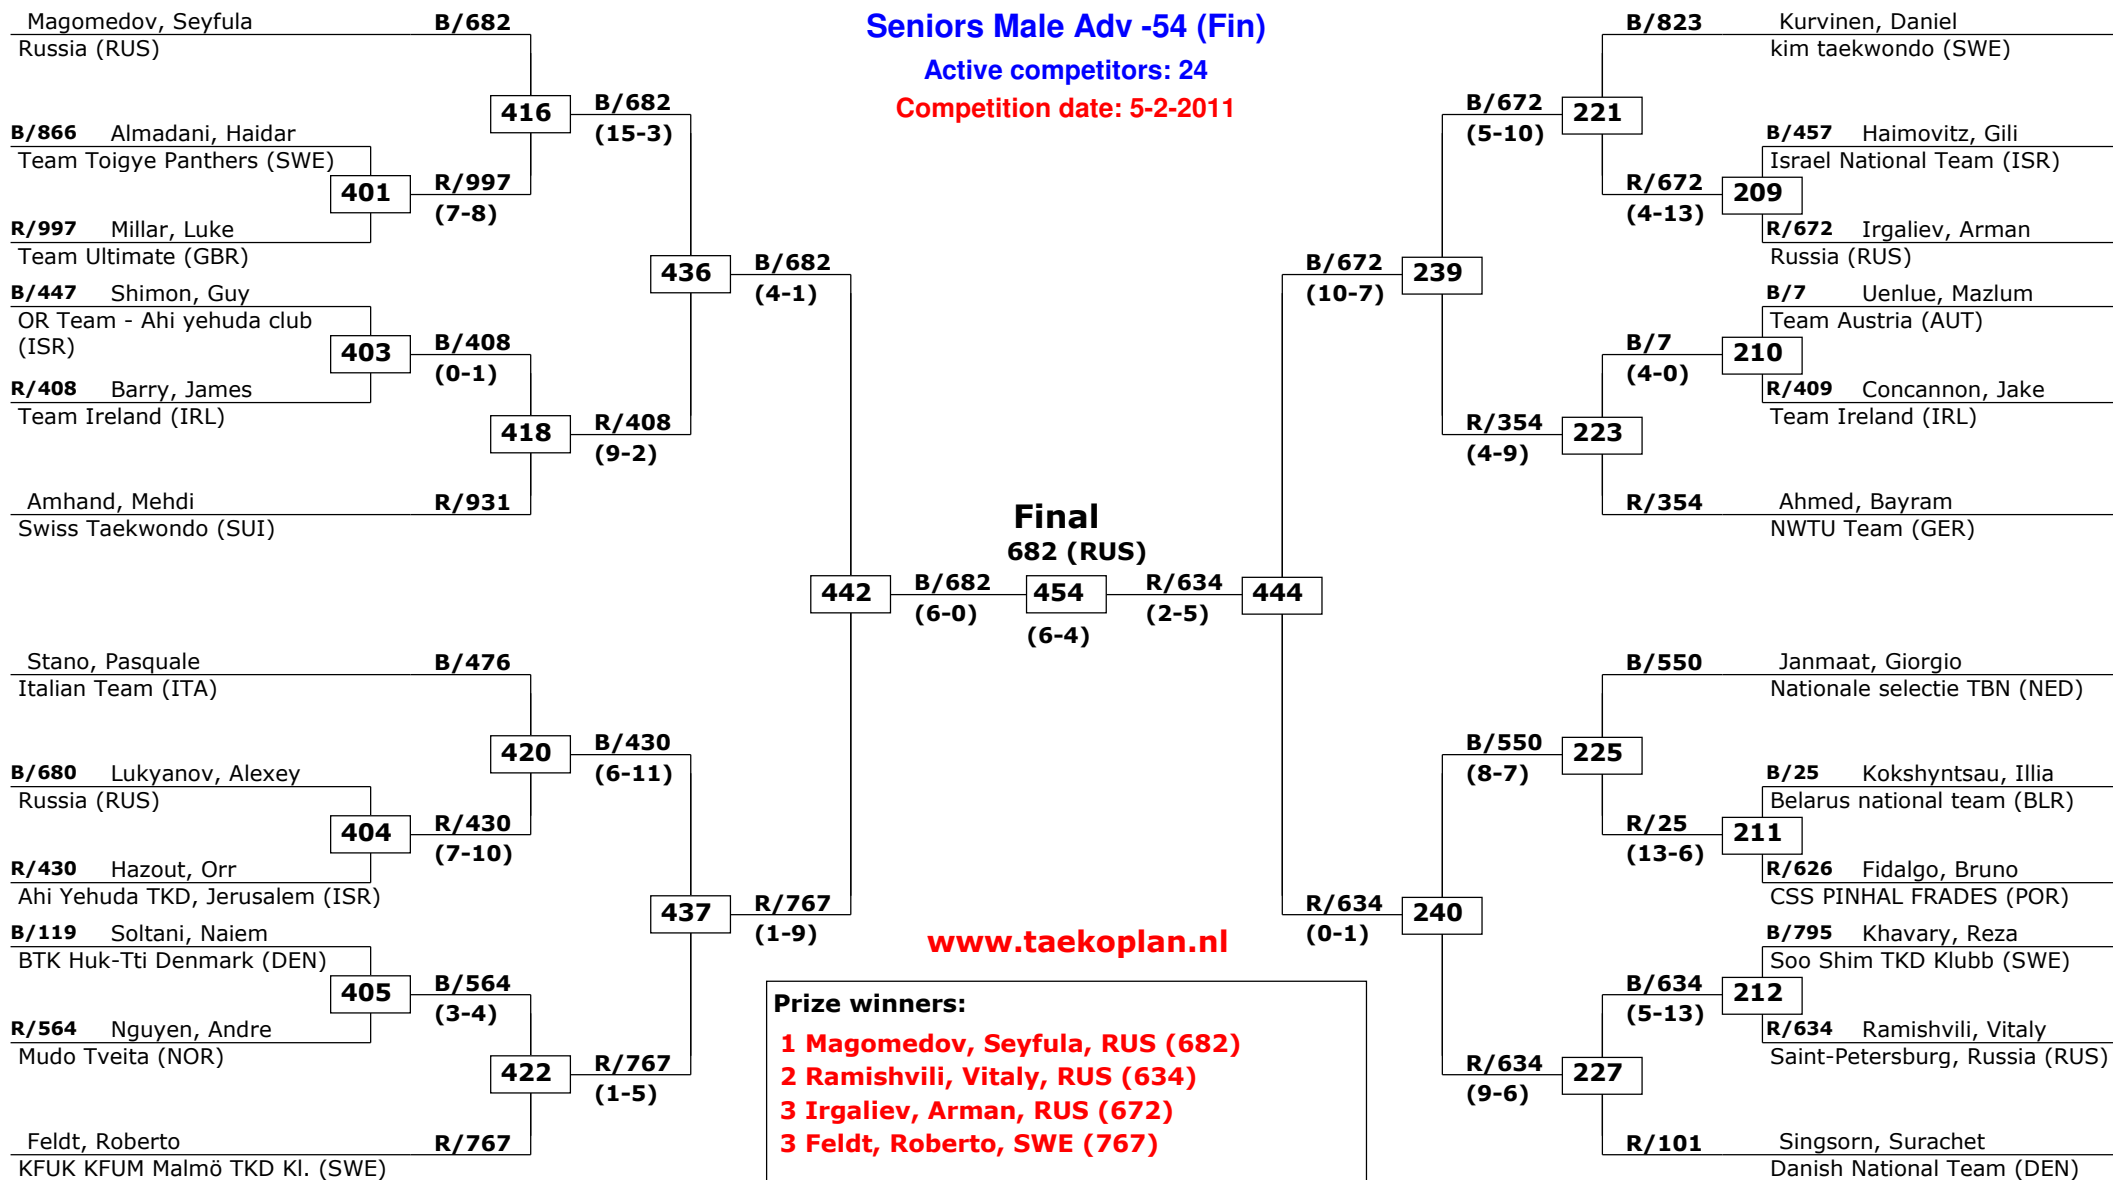 Seniors Male Adv -54 (Fin)
Active competitors: 24
Competition date: 5-2-2011
Magomedov, Seyfula
B/682
Russia (RUS)
416
B/682
(15-3)
B/866 Almadani, Haidar
Team Toigye Panthers (SWE)
401
R/997
(7-8)
R/997 Millar, Luke
Team Ultimate (GBR)
436
B/682
(4-1)
B/447 Shimon, Guy
OR Team - Ahi yehuda club
(ISR)
403
B/408
(0-1)
R/408 Barry, James
Team Ireland (IRL)
418
R/408
(9-2)
Amhand, Mehdi
R/931
Swiss Taekwondo (SUI)
442
B/682
(6-0)
Stano, Pasquale
B/476
Italian Team (ITA)
420
B/430
(6-11)
B/680 Lukyanov, Alexey
Russia (RUS)
404
R/430
(7-10)
R/430 Hazout, Orr
Ahi Yehuda TKD, Jerusalem (ISR)
437
R/767
(1-9)
B/119 Soltani, Naiem
BTK Huk-Tti Denmark (DEN)
405
B/564
(3-4)
R/564 Nguyen, Andre
Mudo Tveita (NOR)
422
R/767
(1-5)
Feldt, Roberto
R/767
KFUK KFUM Malmö TKD Kl. (SWE)
Final
682 (RUS)
454
(6-4)
R/634
(2-5)
444
B/823
Kurvinen, Daniel
kim taekwondo (SWE)
B/672
(5-10)
221
B/457 Haimovitz, Gili
Israel National Team (ISR)
R/672
(4-13)
209
R/672 Irgaliev, Arman
Russia (RUS)
B/672
(10-7)
239
B/7 Uenlue, Mazlum
Team Austria (AUT)
B/7
(4-0)
210
R/409 Concannon, Jake
Team Ireland (IRL)
R/354
(4-9)
223
R/354
Ahmed, Bayram
NWTU Team (GER)
B/550
Janmaat, Giorgio
Nationale selectie TBN (NED)
B/550
(8-7)
225
B/25 Kokshyntsau, Illia
Belarus national team (BLR)
R/25
(13-6)
211
R/626 Fidalgo, Bruno
CSS PINHAL FRADES (POR)
R/634
(0-1)
240
B/795 Khavary, Reza
Soo Shim TKD Klubb (SWE)
B/634
(5-13)
212
R/634 Ramishvili, Vitaly
Saint-Petersburg, Russia (RUS)
R/634
(9-6)
227
R/101
Singsorn, Surachet
Danish National Team (DEN)
www.taekoplan.nl
Prize winners:
1 Magomedov, Seyfula, RUS (682)
2 Ramishvili, Vitaly, RUS (634)
3 Irgaliev, Arman, RUS (672)
3 Feldt, Roberto, SWE (767)